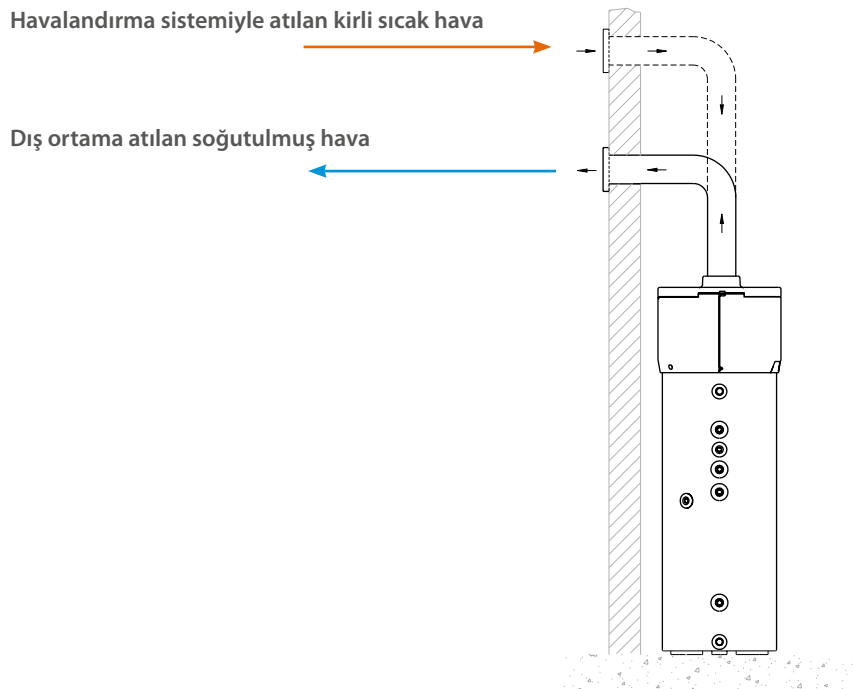 Havalandırma sistemiyle atılan kirli sıcak hava
Dış ortama atılan soğutulmuş hava